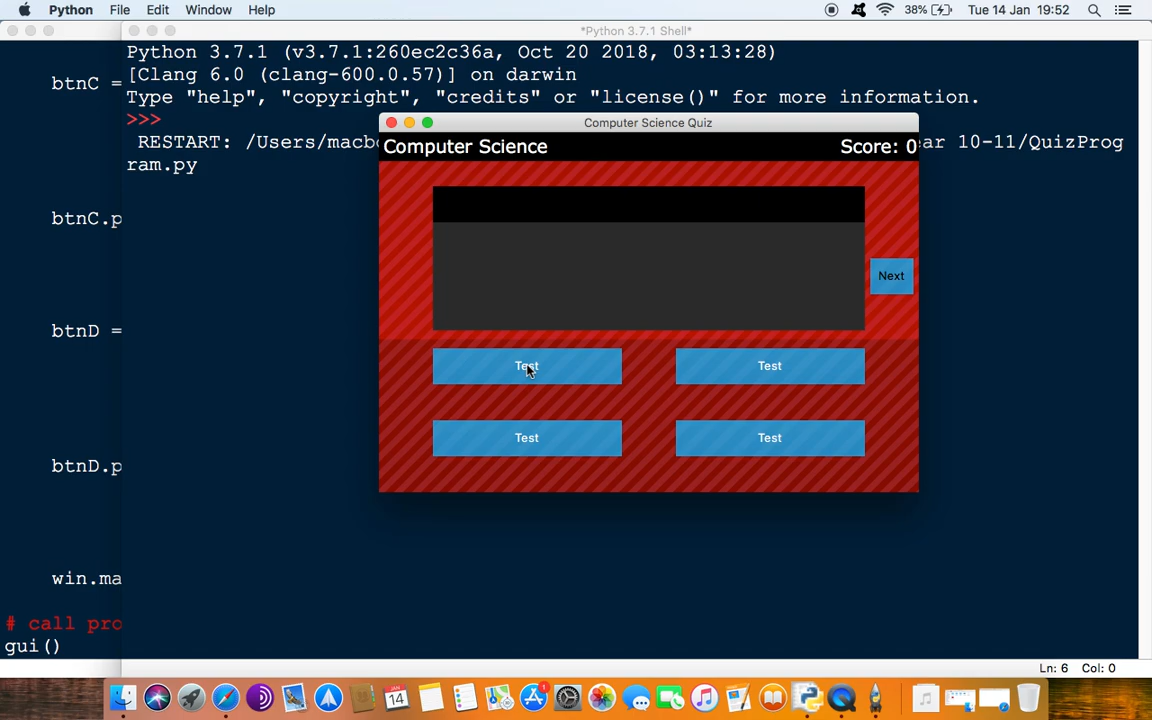 Python File Edit Window Help 38% Tue 14 Jan 19:52
*Python 3.7.1 Shell*
Python 3.7.1 (v3.7.1:260ec2c36a, Oct 20 2018, 03:13:28)
[Clang 6.0 (clang-600.0.57)] on darwin
Type "help", "copyright", "credits" or "license()" for more information.
>>>
RESTART: /Users/macbo ar 10-11/QuizProg
ram.py
btnC =
btnC.p
btnD =
btnD.p
win.ma
# call pro
gui()
Computer Science Quiz
Computer Science Score: 0
Next
Test Test
Test Test
Ln: 6 Col: 0
JAN
14
1